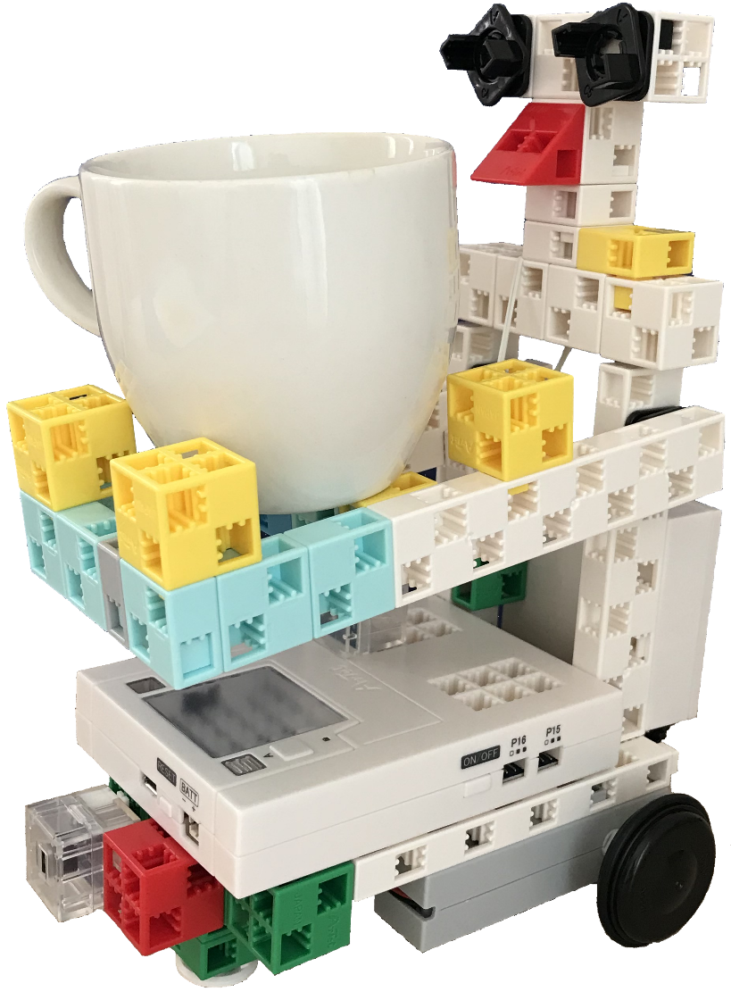 P16
P15
ON/OFF
RESET
BATT
- +